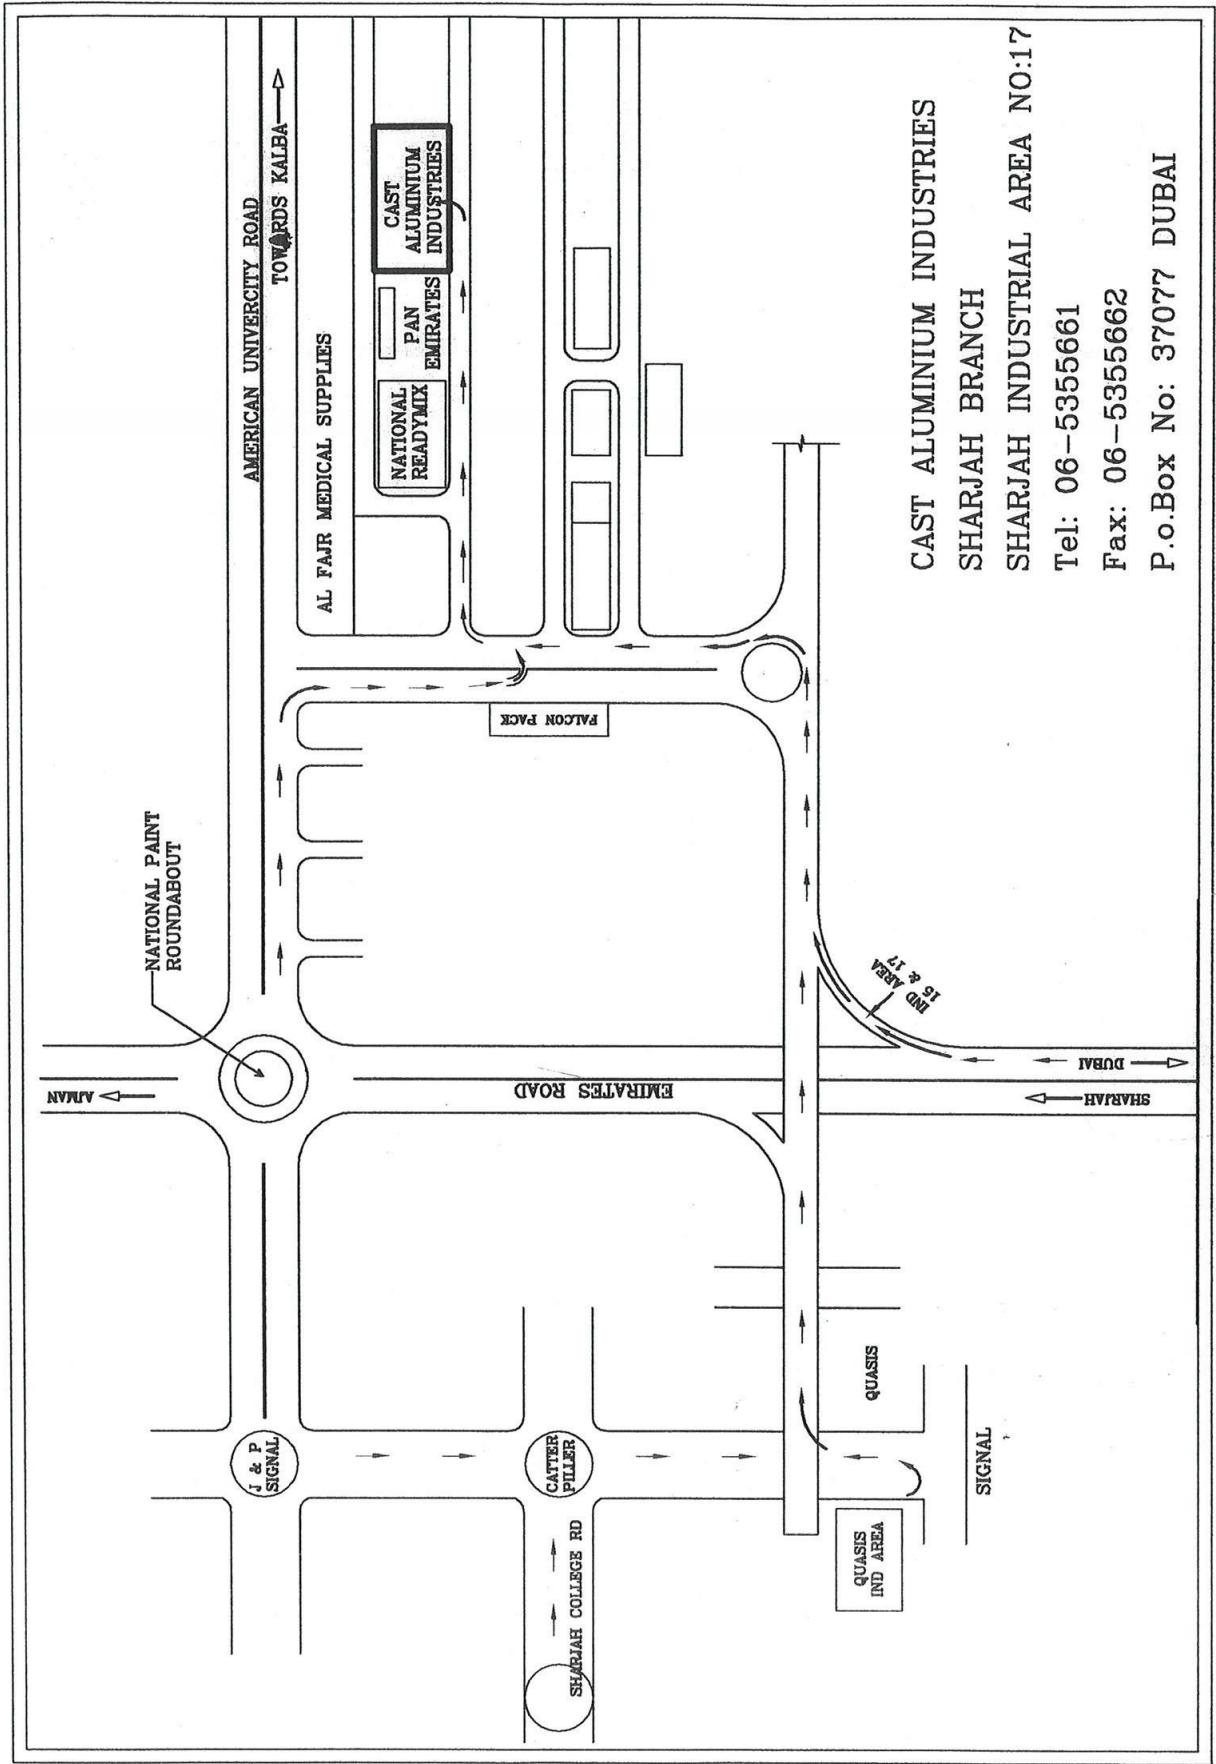 NATIONAL PAINT
ROUNDABOUT
AMERICAN UNIVERCITY ROAD
TOWARDS KALBA
AL FAJR MEDICAL SUPPLIES
NATIONAL
READYMIX
PAN
EMIRATES
CAST
ALUMINIUM
INDUSTRIES
AJMAN
EMIRATES ROAD
FALCON PACK
J & P
SIGNAL
CATTER
PILLER
SHARJAH COLLEGE RD
IND AREA
15 & 17
DUBAI
SHARJAH
QUASIS
QUASIS
IND AREA
SIGNAL
CAST ALUMINIUM INDUSTRIES
SHARJAH BRANCH
SHARJAH INDUSTRIAL AREA NO:17
Tel: 06-5355661
Fax: 06-5355662
P.o.Box No: 37077 DUBAI